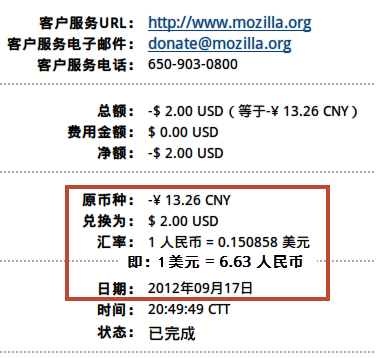 客户服务URL： http://www.mozilla.org
客户服务电子邮件： donate@mozilla.org
客户服务电话： 650-903-0800
总额： -$ 2.00 USD（等于-¥ 13.26 CNY）
费用金额： $ 0.00 USD
净额： -$ 2.00 USD
原币种： -¥ 13.26 CNY
兑换为： $ 2.00 USD
汇率： 1 人民币 = 0.150858 美元
即：1 美元 = 6.63 人民币
日期： 2012年09月17日
时间： 20:49:49 CTT
状态： 已完成